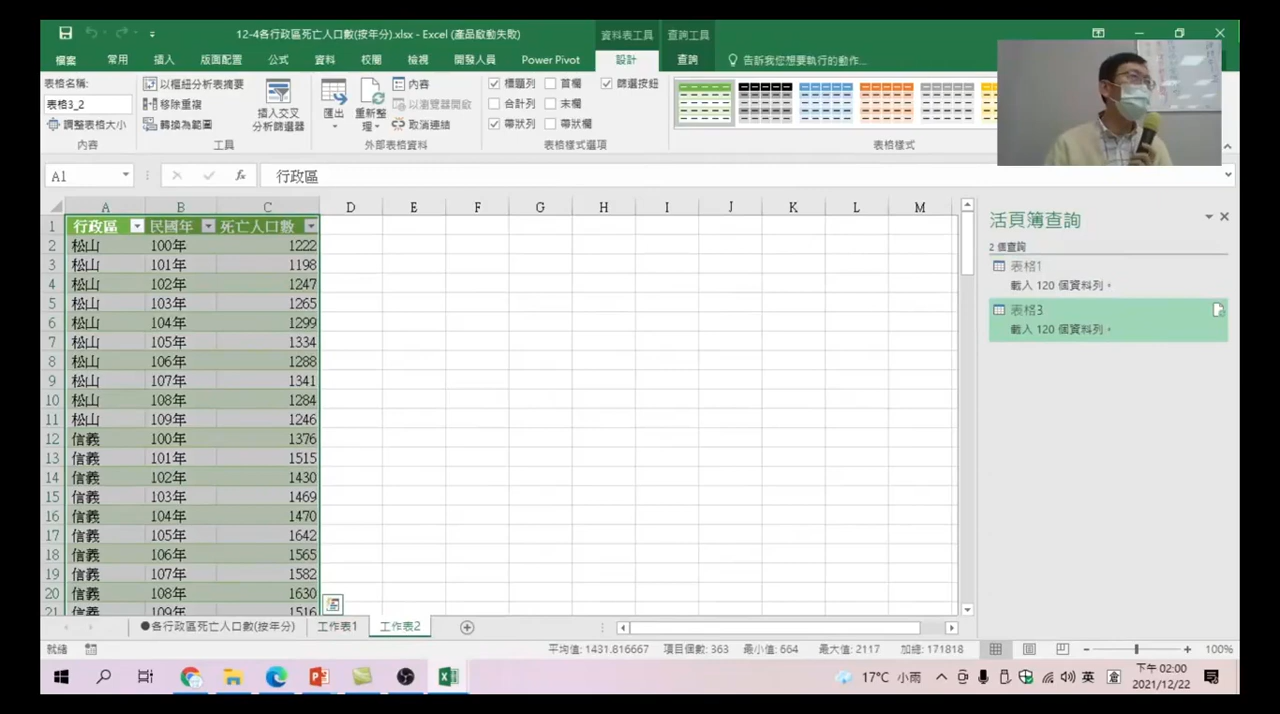 12-4各行政區死亡人口數(按年分).xlsx - Excel (產品啟動失敗)
資料表工具 查詢工具
檔案 常用 插入 版面配置 公式 資料 校閱 檢視 開發人員 Power Pivot 設計 查詢 告訴我您想要執行的動作...
表格名稱:
表格3_2
調整表格大小
內容
以樞紐分析表摘要
移除重複
轉換為範圍
插入交叉
分析篩選器
工具
匯出 重新整
理
內容
以瀏覽器開啟
取消連結
外部表格資料
標題列 首欄 篩選按鈕
合計列 末欄
帶狀列 帶狀欄
表格樣式選項
表格樣式
A1 fx 行政區
A B C D E F G H I J K L M
1 行政區 民國年 死亡人口數
2 松山 100年 1222
3 松山 101年 1198
4 松山 102年 1247
5 松山 103年 1265
6 松山 104年 1299
7 松山 105年 1334
8 松山 106年 1288
9 松山 107年 1341
10 松山 108年 1284
11 松山 109年 1246
12 信義 100年 1376
13 信義 101年 1515
14 信義 102年 1430
15 信義 103年 1469
16 信義 104年 1470
17 信義 105年 1642
18 信義 106年 1565
19 信義 107年 1582
20 信義 108年 1630
21 信義 109年 1516
活頁簿查詢
2 個查詢
表格1
載入 120 個資料列。
表格3
載入 120 個資料列。
●各行政區死亡人口數(按年分) 工作表1 工作表2
就緒 平均值: 1431.816667 項目個數: 363 最小值: 664 最大值: 2117 加總: 171818 100%
17°C 小雨 英 倉 下午 02:00
2021/12/22